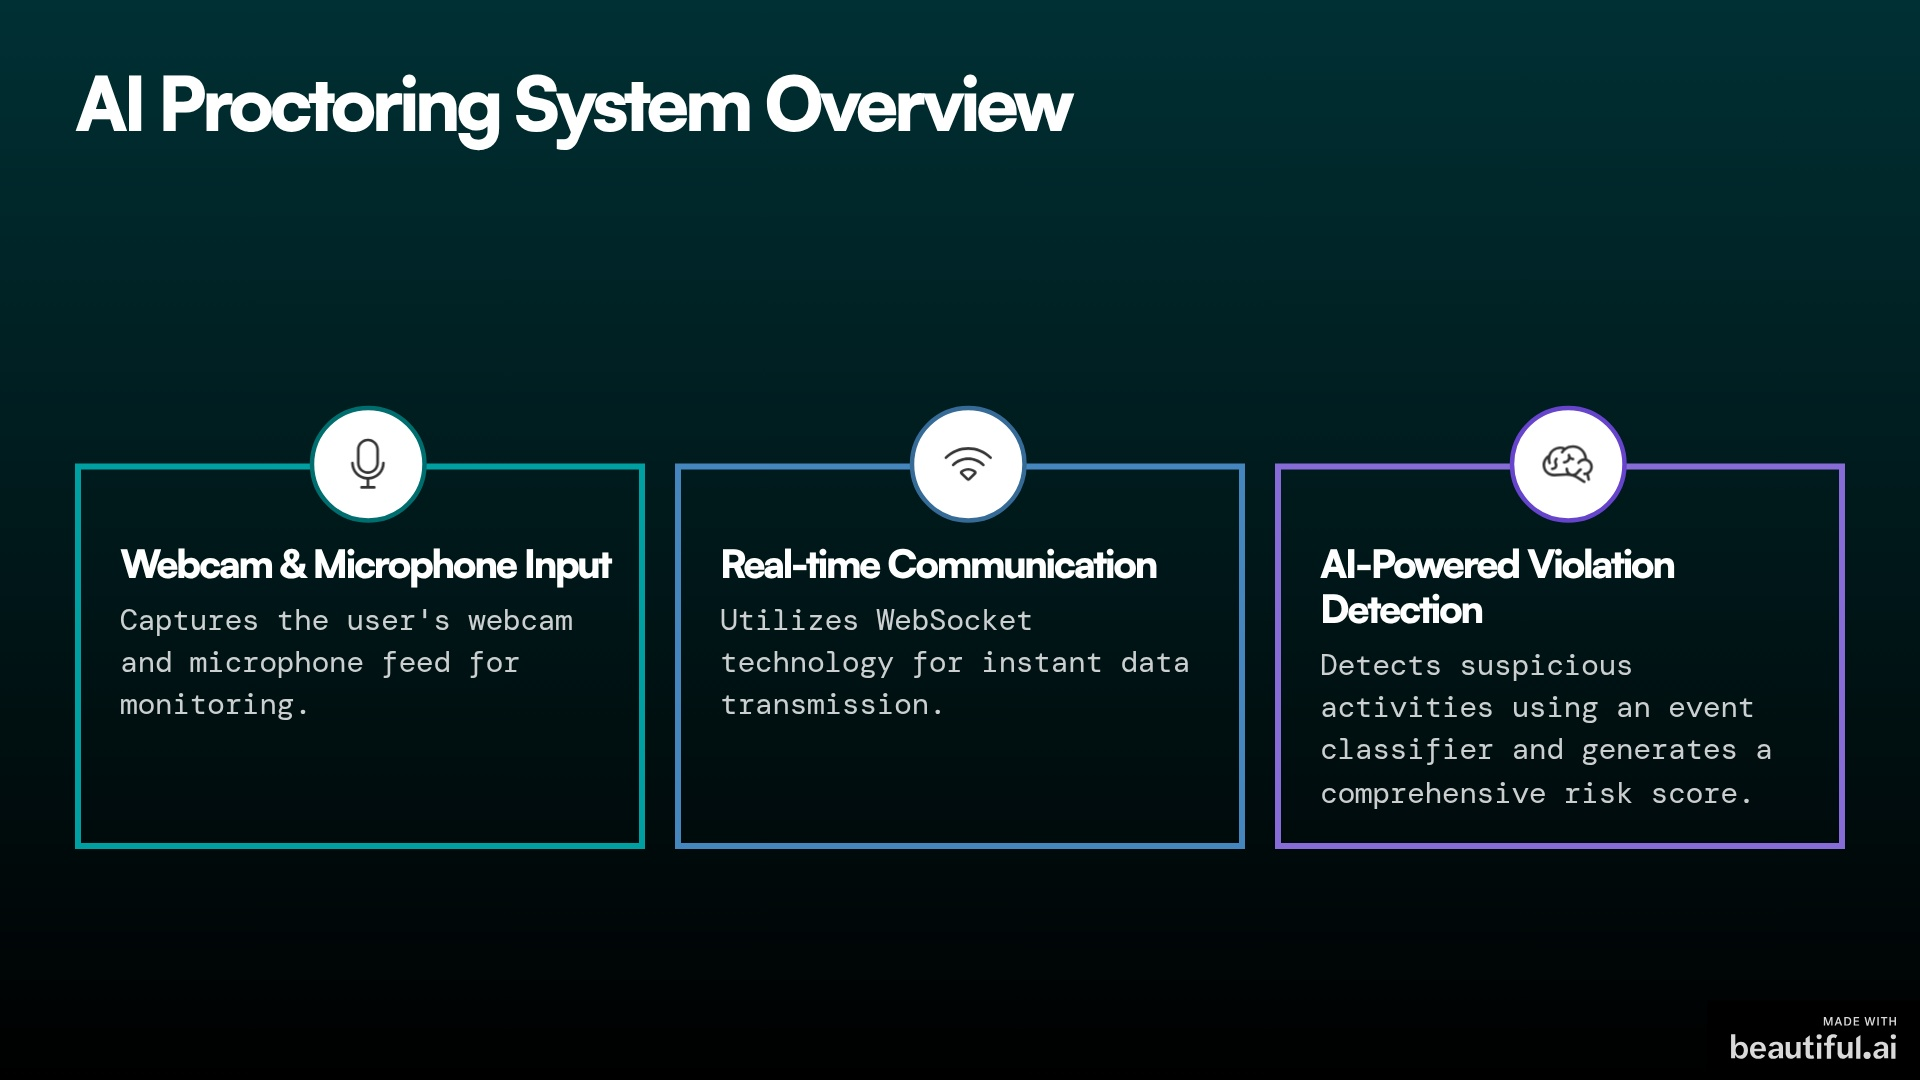 AI Proctoring System Overview
Webcam & Microphone Input
Captures the user's webcam
and microphone feed for
monitoring.
Real-time Communication
Utilizes WebSocket
technology for instant data
transmission.
AI-Powered Violation
Detection
Detects suspicious
activities using an event
classifier and generates a
comprehensive risk score.
MADE WITH
beautiful.ai